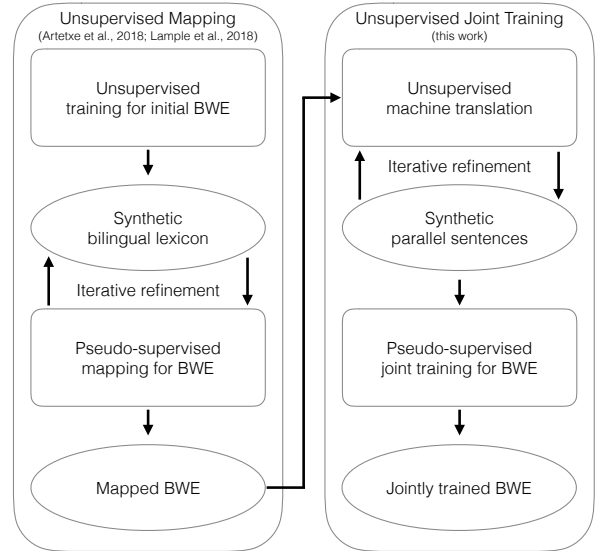 Unsupervised Mapping
(Artetxe et al., 2018; Lample et al., 2018)
Unsupervised
training for initial BWE
Synthetic
bilingual lexicon
Iterative refinement
Pseudo-supervised
mapping for BWE
Mapped BWE
Unsupervised Joint Training
(this work)
Unsupervised
machine translation
Iterative refinement
Synthetic
parallel sentences
Pseudo-supervised
joint training for BWE
Jointly trained BWE